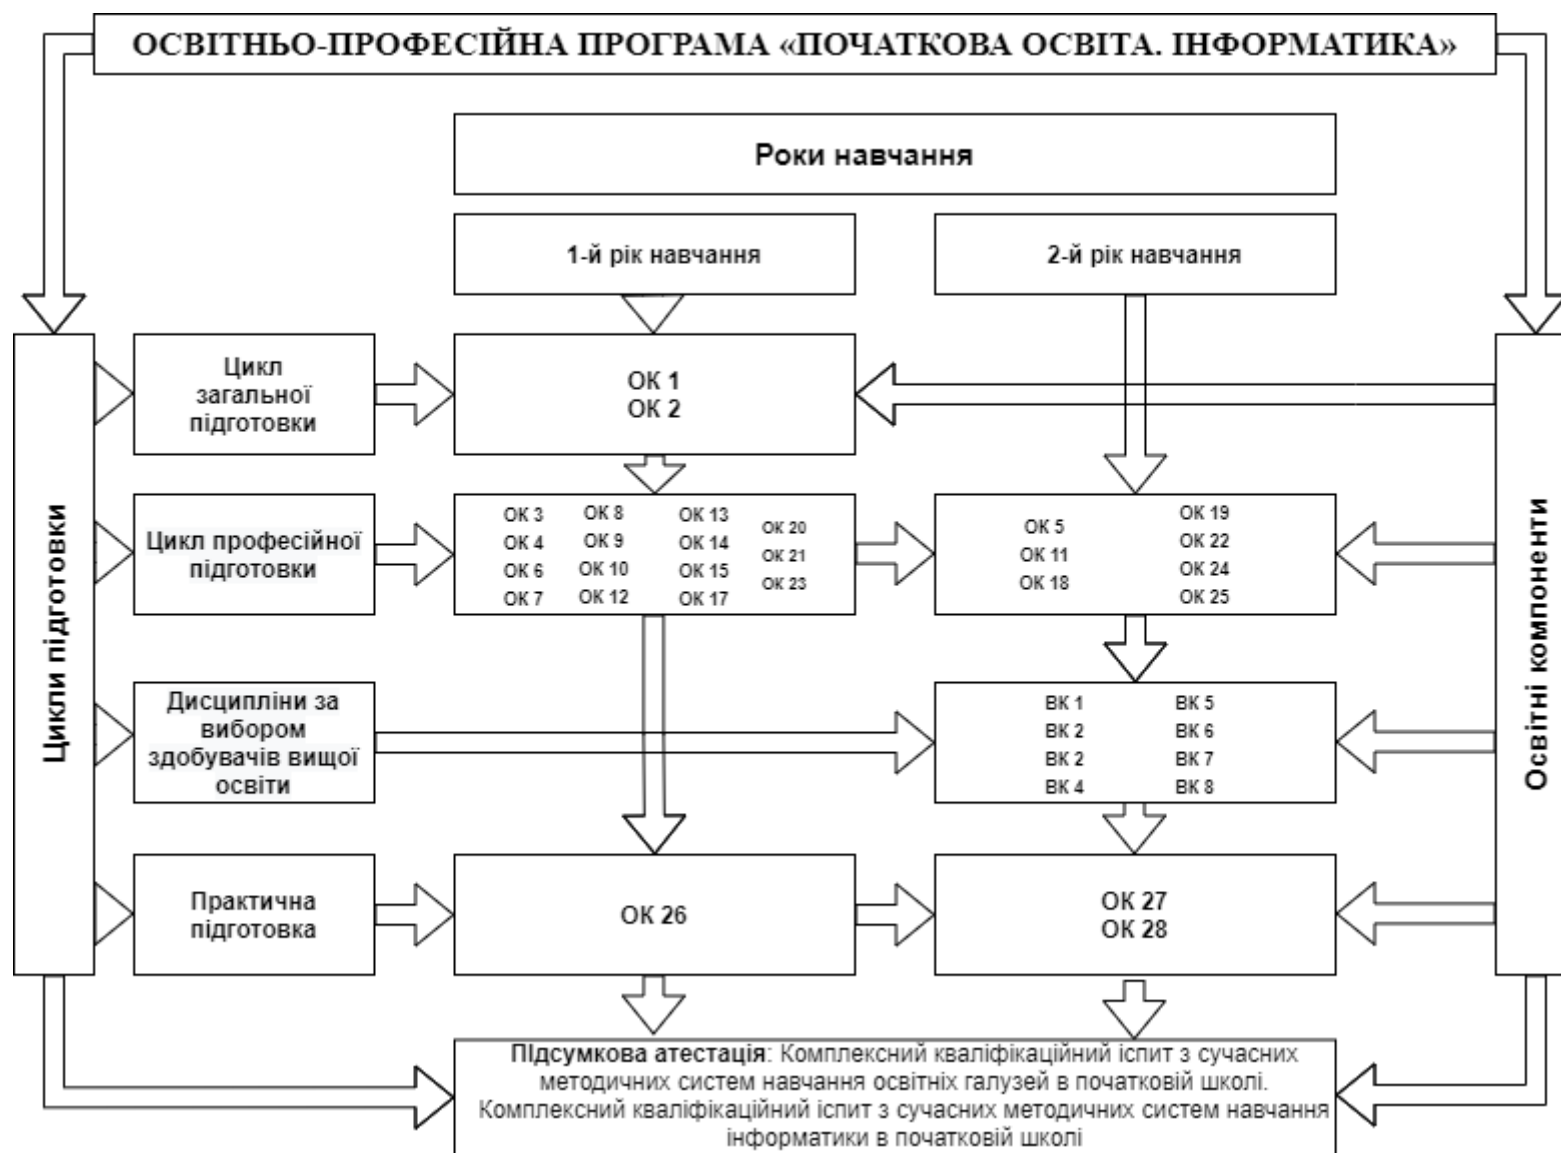 ОСВІТНЬО-ПРОФЕСІЙНА ПРОГРАМА «ПОЧАТКОВА ОСВІТА. ІНФОРМАТИКА»
Роки навчання
1-й рік навчання
2-й рік навчання
Цикли підготовки
Цикл
загальної
підготовки
ОК 1
ОК 2
Цикл професійної
підготовки
ОК 3
ОК 4
ОК 6
ОК 7
ОК 8
ОК 9
ОК 10
ОК 12
ОК 13
ОК 14
ОК 15
ОК 17
ОК 20
ОК 21
ОК 23
ОК 5
ОК 11
ОК 18
ОК 19
ОК 22
ОК 24
ОК 25
Дисципліни за
вибором
здобувачів вищої
освіти
ВК 1
ВК 2
ВК 2
ВК 4
ВК 5
ВК 6
ВК 7
ВК 8
Практична
підготовка
ОК 26
ОК 27
ОК 28
Освітні компоненти
Підсумкова атестація: Комплексний кваліфікаційний іспит з сучасних
методичних систем навчання освітніх галузей в початковій школі.
Комплексний кваліфікаційний іспит з сучасних методичних систем навчання
інформатики в початковій школі